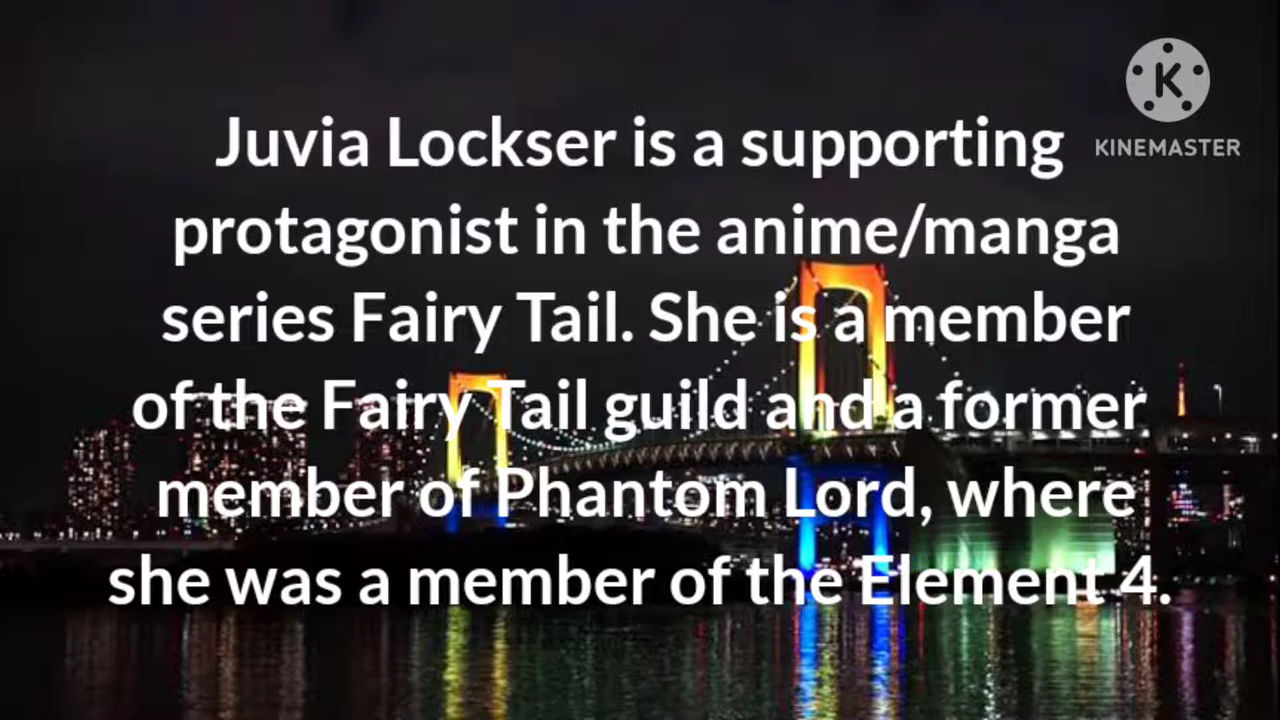 Juvia Lockser is a supporting
protagonist in the anime/manga
series Fairy Tail. She is a member
of the Fairy Tail guild and a former
member of Phantom Lord, where
she was a member of the Element 4.
K
KINEMASTER